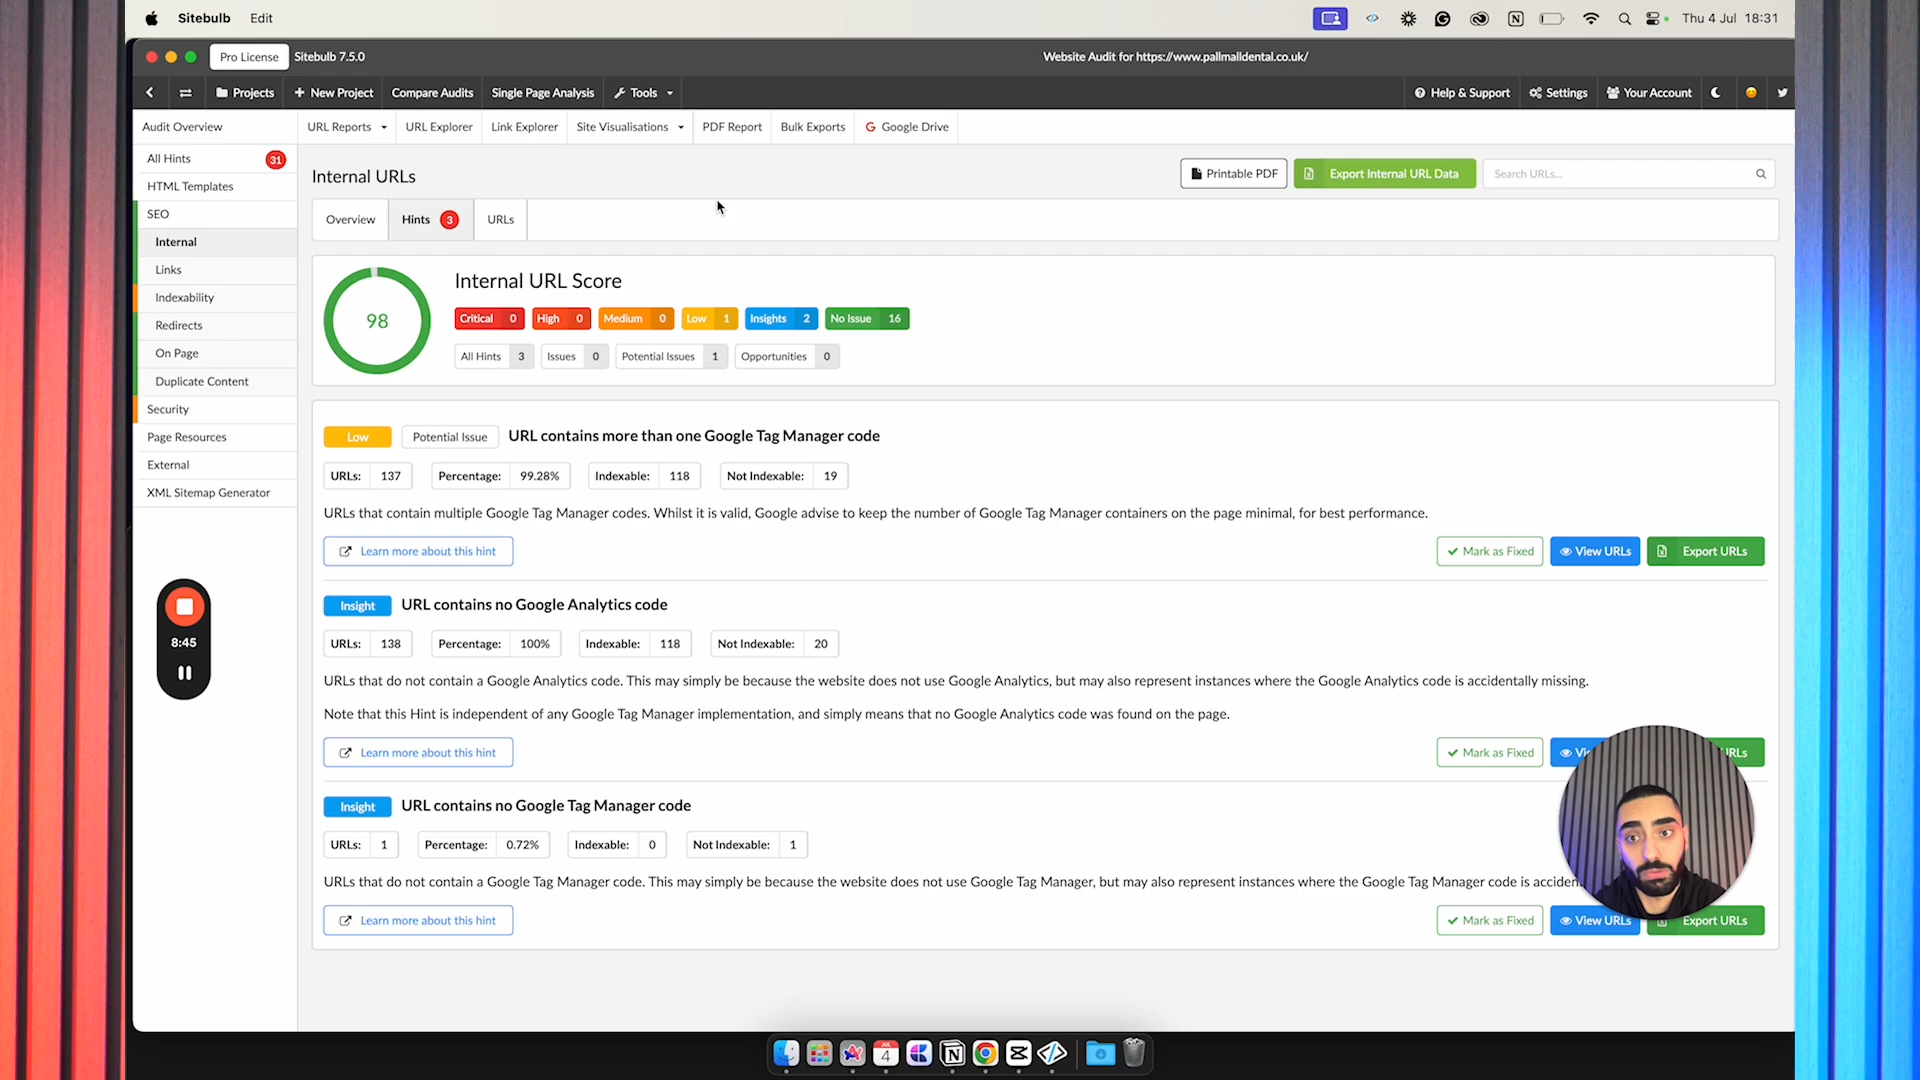 Sitebulb Edit
Thu 4 Jul 18:31
Pro License Sitebulb 7.5.0
Website Audit for https://www.pallmalldental.co.uk/
Projects New Project Compare Audits Single Page Analysis Tools
Help & Support Settings Your Account
Audit Overview
URL Reports URL Explorer Link Explorer Site Visualisations PDF Report Bulk Exports Google Drive
All Hints 31
HTML Templates
SEO
Internal
Links
Indexability
Redirects
On Page
Duplicate Content
Security
Page Resources
External
XML Sitemap Generator
8:45
Internal URLs
Printable PDF
Export Internal URL Data
Search URLs...
Overview Hints 3 URLs
98
Internal URL Score
Critical 0 High 0 Medium 0 Low 1 Insights 2 No Issue 16
All Hints 3 Issues 0 Potential Issues 1 Opportunities 0
Low Potential Issue URL contains more than one Google Tag Manager code
URLs: 137 Percentage: 99.28% Indexable: 118 Not Indexable: 19
URLs that contain multiple Google Tag Manager codes. Whilst it is valid, Google advise to keep the number of Google Tag Manager containers on the page minimal, for best performance.
Learn more about this hint
Mark as Fixed View URLs Export URLs
Insight URL contains no Google Analytics code
URLs: 138 Percentage: 100% Indexable: 118 Not Indexable: 20
URLs that do not contain a Google Analytics code. This may simply be because the website does not use Google Analytics, but may also represent instances where the Google Analytics code is accidentally missing.
Note that this Hint is independent of any Google Tag Manager implementation, and simply means that no Google Analytics code was found on the page.
Learn more about this hint
Mark as Fixed
Insight URL contains no Google Tag Manager code
URLs: 1 Percentage: 0.72% Indexable: 0 Not Indexable: 1
URLs that do not contain a Google Tag Manager code. This may simply be because the website does not use Google Tag Manager, but may also represent instances where the Google Tag Manager code is
Learn more about this hint
Mark as Fixed View URLs Export URLs
JUL
4